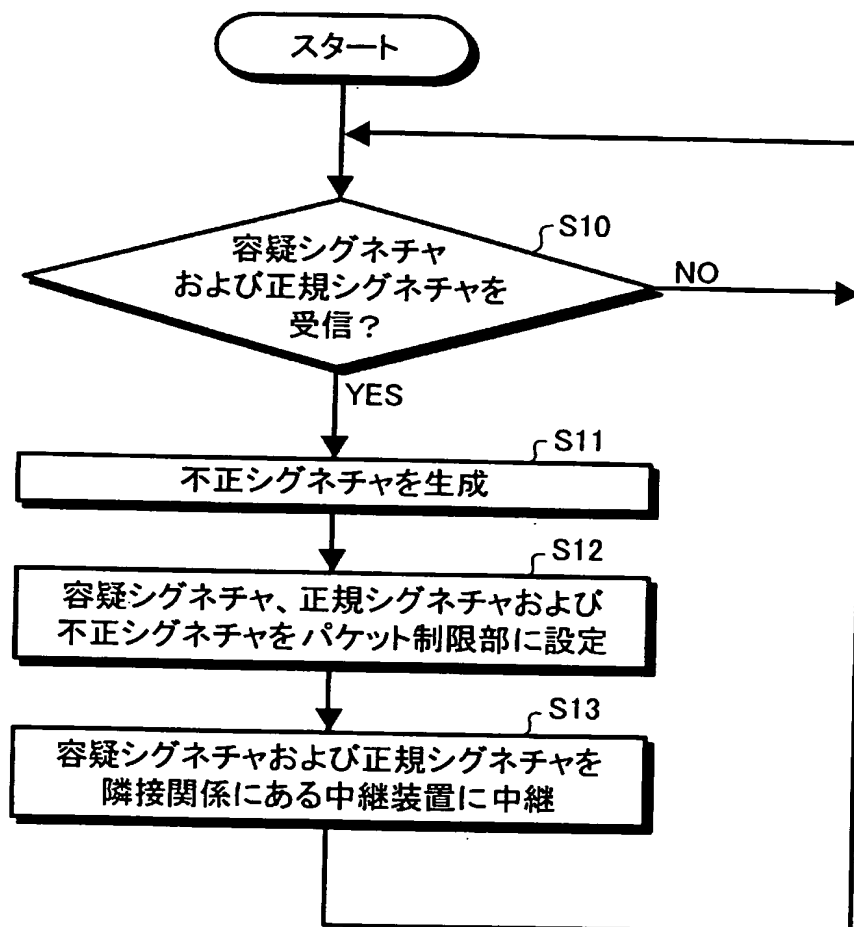 スタート
S10
容疑シグネチャ
および正規シグネチャを
受信？
NO
YES
S11
不正シグネチャを生成
S12
容疑シグネチャ、正規シグネチャおよび
不正シグネチャをパケット制限部に設定
S13
容疑シグネチャおよび正規シグネチャを
隣接関係にある中継装置に中継